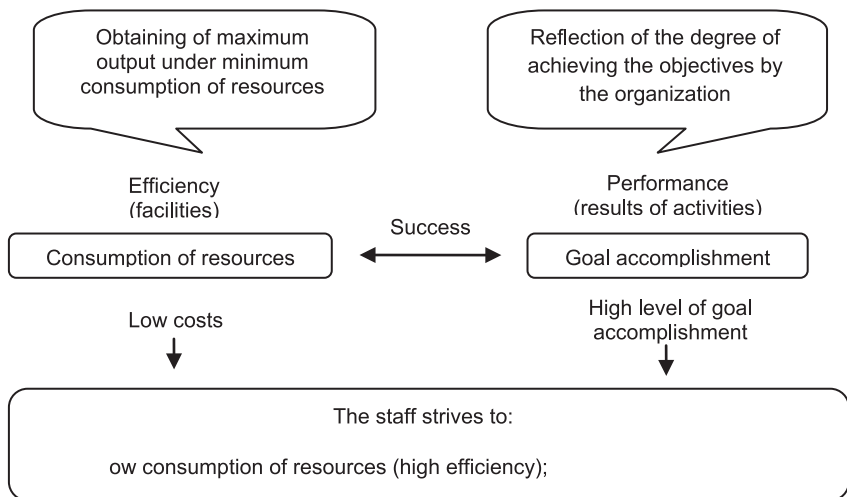 Obtaining of maximum
output under minimum
consumption of resources
Reflection of the degree of
achieving the objectives by
the organization
Efficiency
(facilities)
Performance
(results of activities)
Success
Consumption of resources
Goal accomplishment
Low costs
High level of goal
accomplishment
The staff strives to:
ow consumption of resources (high efficiency);